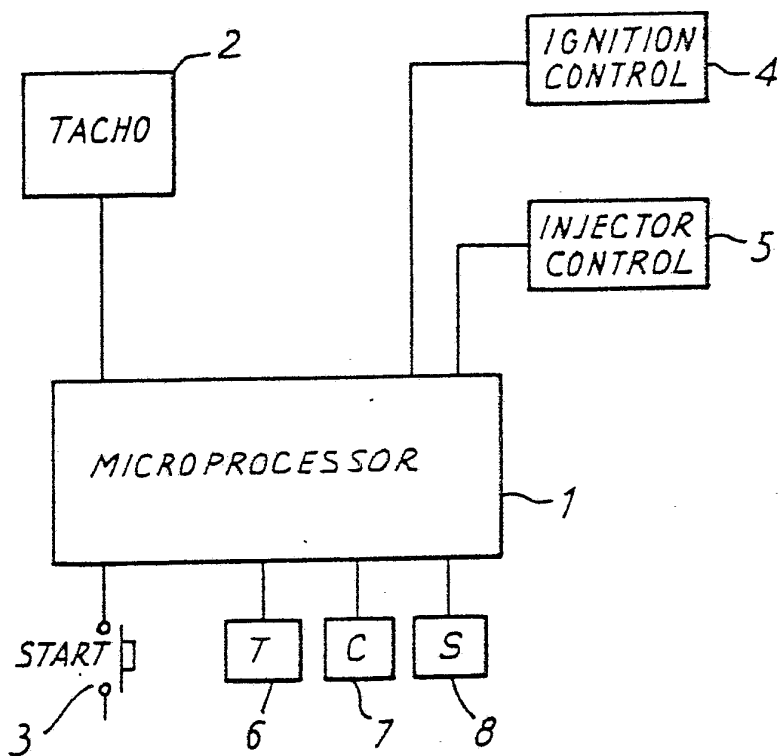 2
TACHO
IGNITION
CONTROL
4
INJECTOR
CONTROL
5
MICROPROCESSOR
1
START
3
T
C
S
6
7
8